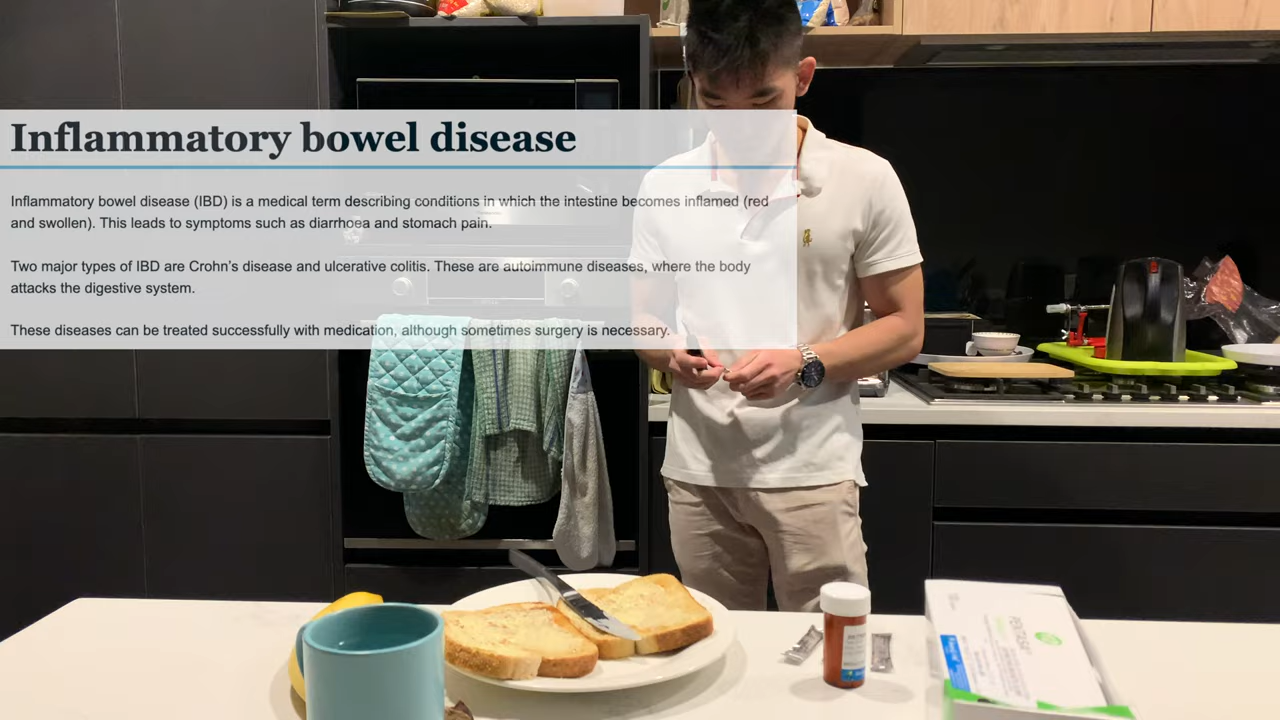 Inflammatory bowel disease
Inflammatory bowel disease (IBD) is a medical term describing conditions in which the intestine becomes inflamed (red
and swollen). This leads to symptoms such as diarrhoea and stomach pain.
Two major types of IBD are Crohn's disease and ulcerative colitis. These are autoimmune diseases, where the body
attacks the digestive system.
These diseases can be treated successfully with medication, although sometimes surgery is necessary.
PENTASA